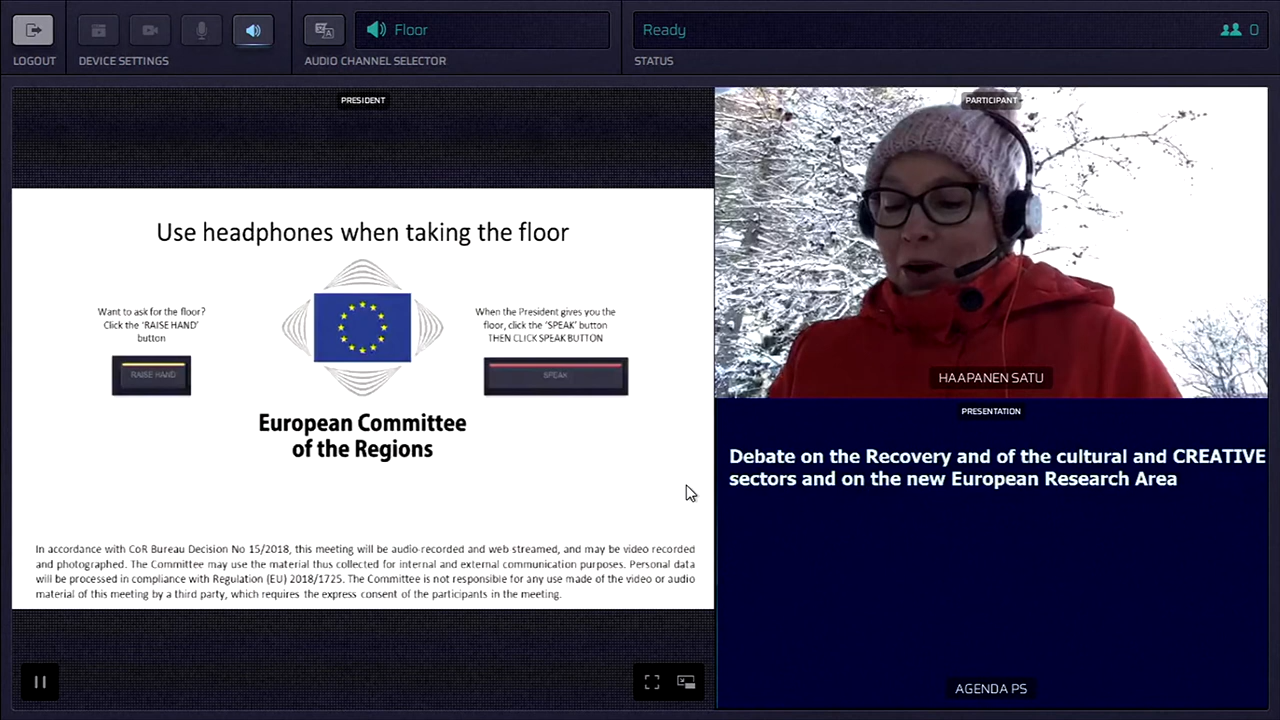 LOGOUT
DEVICE SETTINGS
Floor
AUDIO CHANNEL SELECTOR
Ready
0
STATUS
PRESIDENT
Use headphones when taking the floor
Want to ask for the floor?
Click the 'RAISE HAND'
button
RAISE HAND
When the President gives you the
floor, click the 'SPEAK' button
THEN CLICK SPEAK BUTTON
SPEAK
European Committee
of the Regions
In accordance with CoR Bureau Decision No 15/2018, this meeting will be audio recorded and web streamed, and may be video recorded
and photographed. The Committee may use the material thus collected for internal and external communication purposes. Personal data
will be processed in compliance with Regulation (EU) 2018/1725. The Committee is not responsible for any use made of the video or audio
material of this meeting by a third party, which requires the express consent of the participants in the meeting.
PARTICIPANT
HAAPANEN SATU
PRESENTATION
Debate on the Recovery and of the cultural and CREATIVE
sectors and on the new European Research Area
AGENDA PS